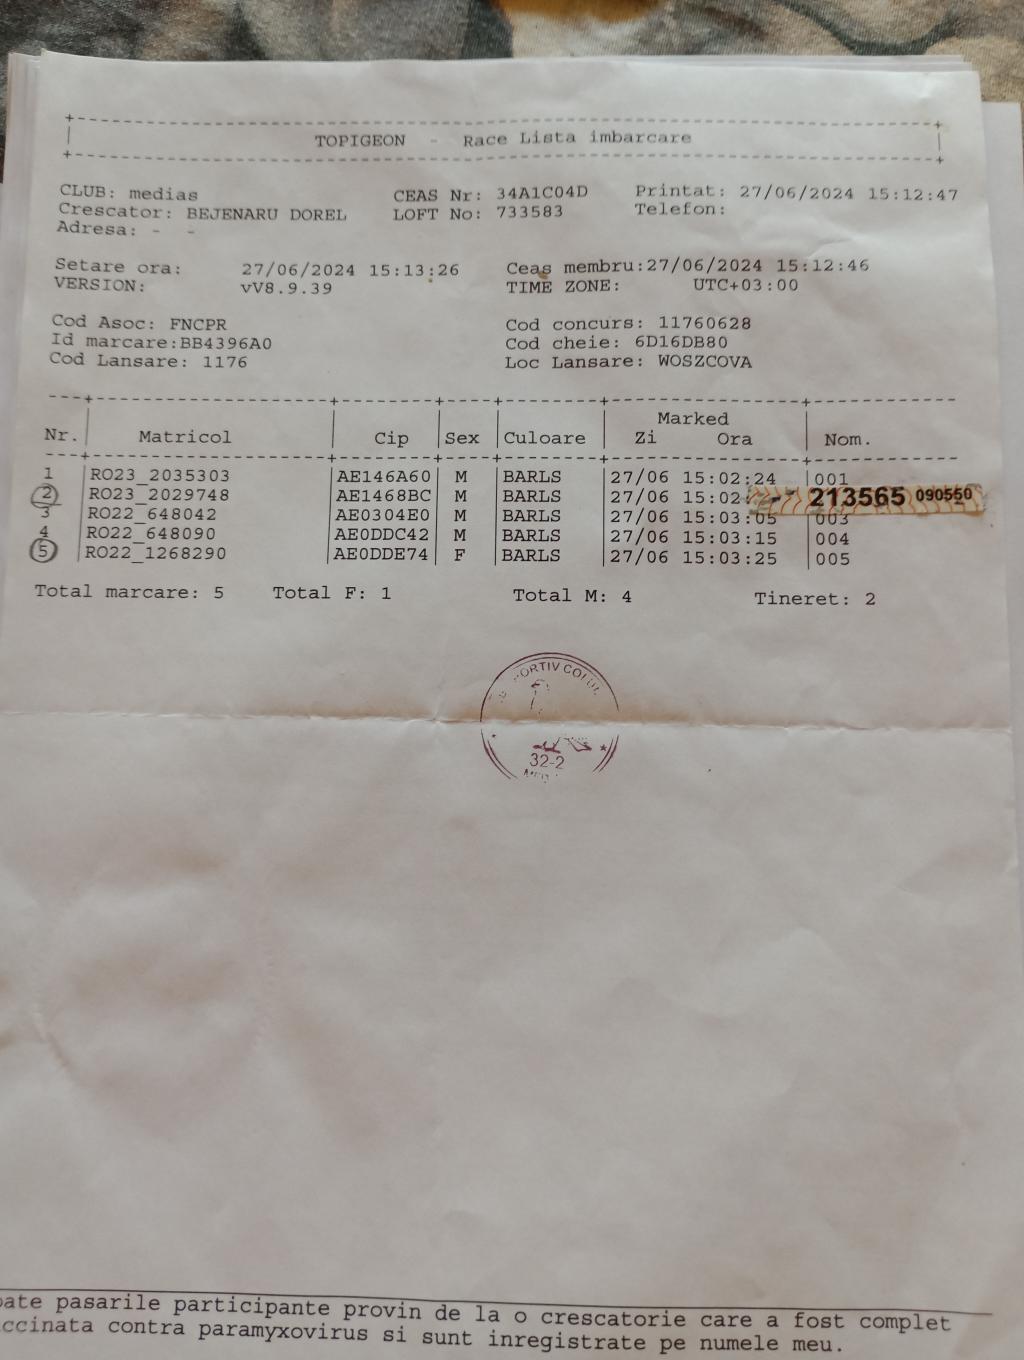 TOPIGEON - Race Lista imbarcare
CLUB: medias CEAS Nr: 34A1C04D Printat: 27/06/2024 15:12:47
Crescator: BEJENARU DOREL LOFT No: 733583 Telefon:
Adresa: - -
Setare ora: 27/06/2024 15:13:26 Ceas membru:27/06/2024 15:12:46
VERSION: vV8.9.39 TIME ZONE: UTC+03:00
Cod Asoc: FNCPR Cod concurs: 11760628
Id marcare:BB4396A0 Cod cheie: 6D16DB80
Cod Lansare: 1176 Loc Lansare: WOSZCOVA
Marked
Nr. Matricol Cip Sex Culoare Zi Ora Nom.
1 RO23_2035303 AE146A60 M BARLS 27/06 15:02:24 001
2 RO23_2029748 AE1468BC M BARLS 27/06 15:02: 213565 090550
3 RO22_648042 AE0304E0 M BARLS 27/06 15:03:05 003
4 RO22_648090 AE0DDC42 M BARLS 27/06 15:03:15 004
5 RO22_1268290 AE0DDE74 F BARLS 27/06 15:03:25 005
Total marcare: 5 Total F: 1 Total M: 4 Tineret: 2
32-2
pasarile participante provin de la o crescatorie care a fost complet
contra paramyxovirus si sunt inregistrate pe numele meu.